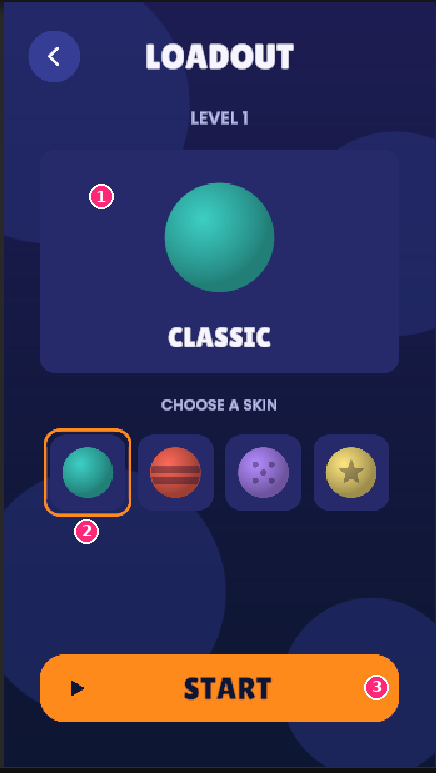 LOADOUT
LEVEL 1
1
CLASSIC
CHOOSE A SKIN
2
START
3